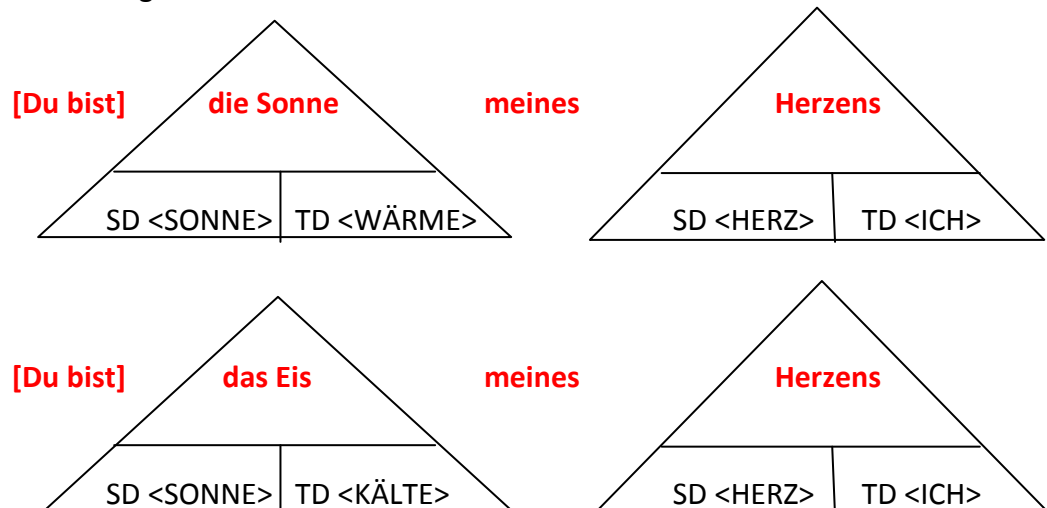 [Du bist] die Sonne meines Herzens
SD <SONNE> TD <WÄRME> SD <HERZ> TD <ICH>
[Du bist] das Eis meines Herzens
SD <SONNE> TD <KÄLTE> SD <HERZ> TD <ICH>